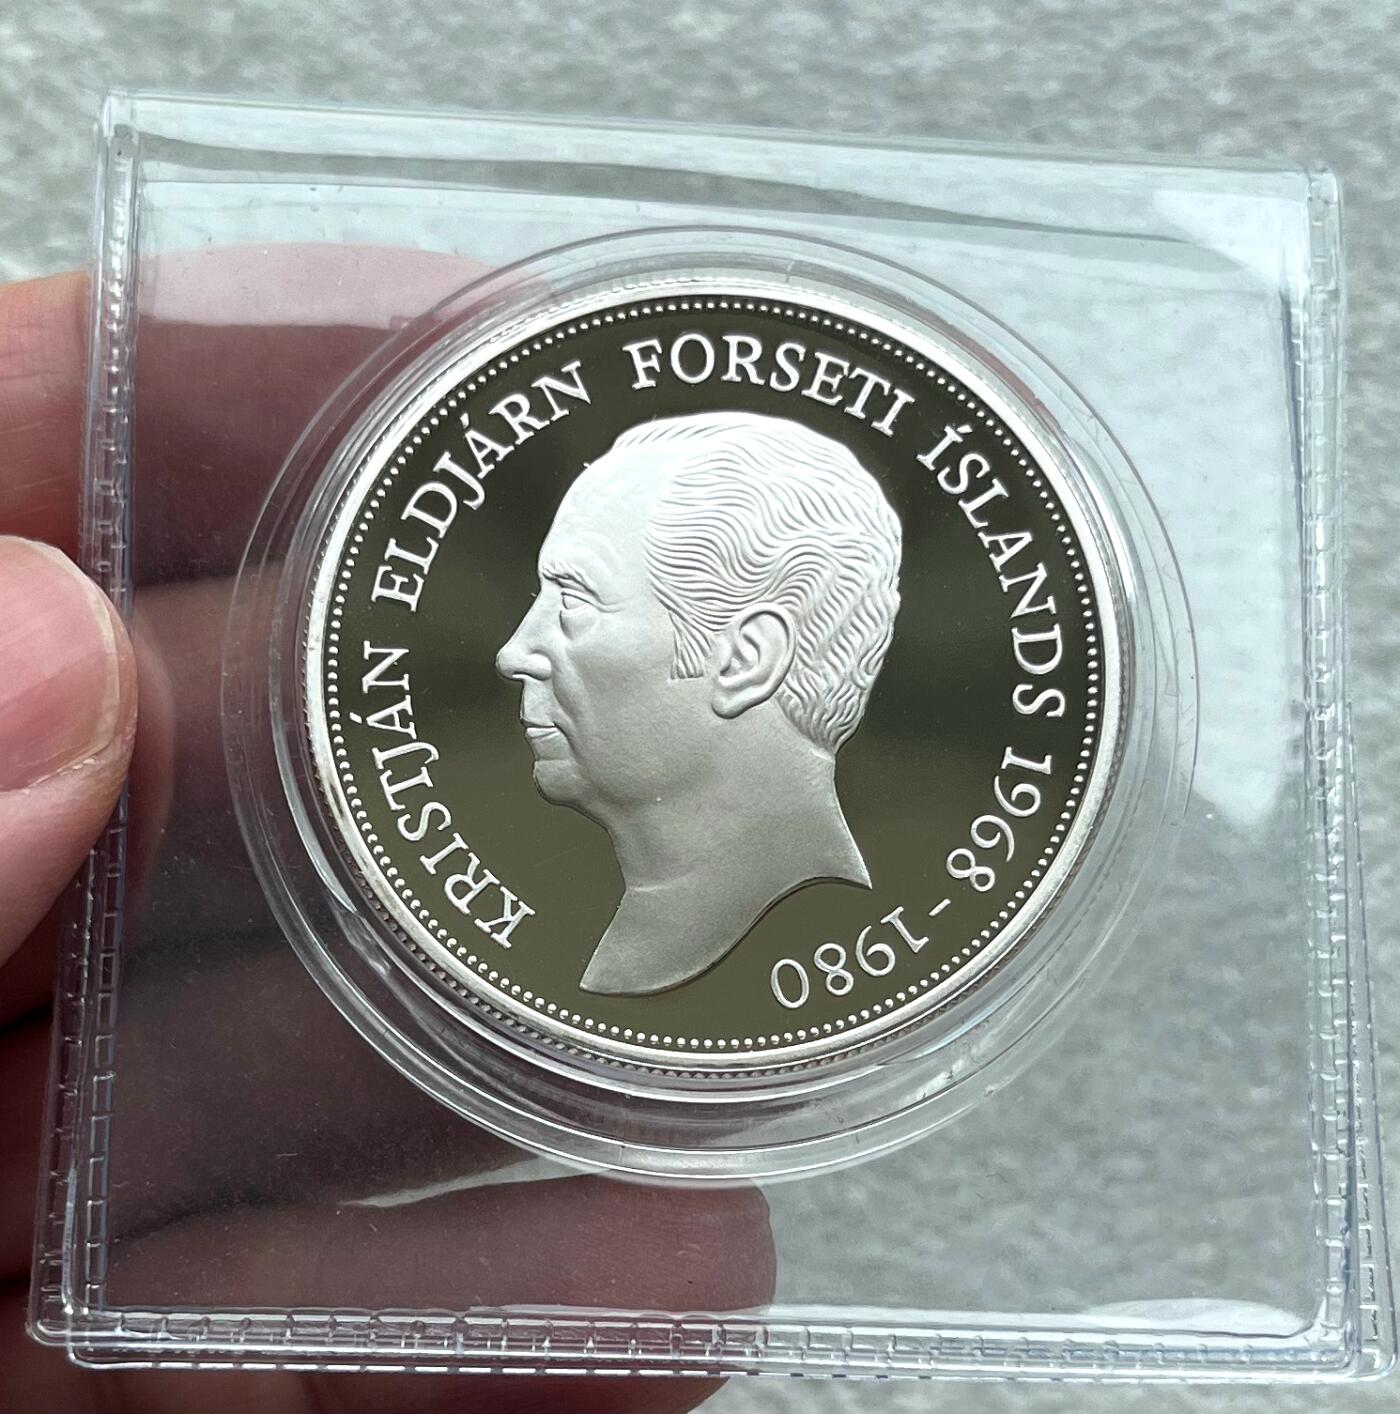 KRISTJÁN ELDJÁRN FORSETI ÍSLANDS 1968-1980